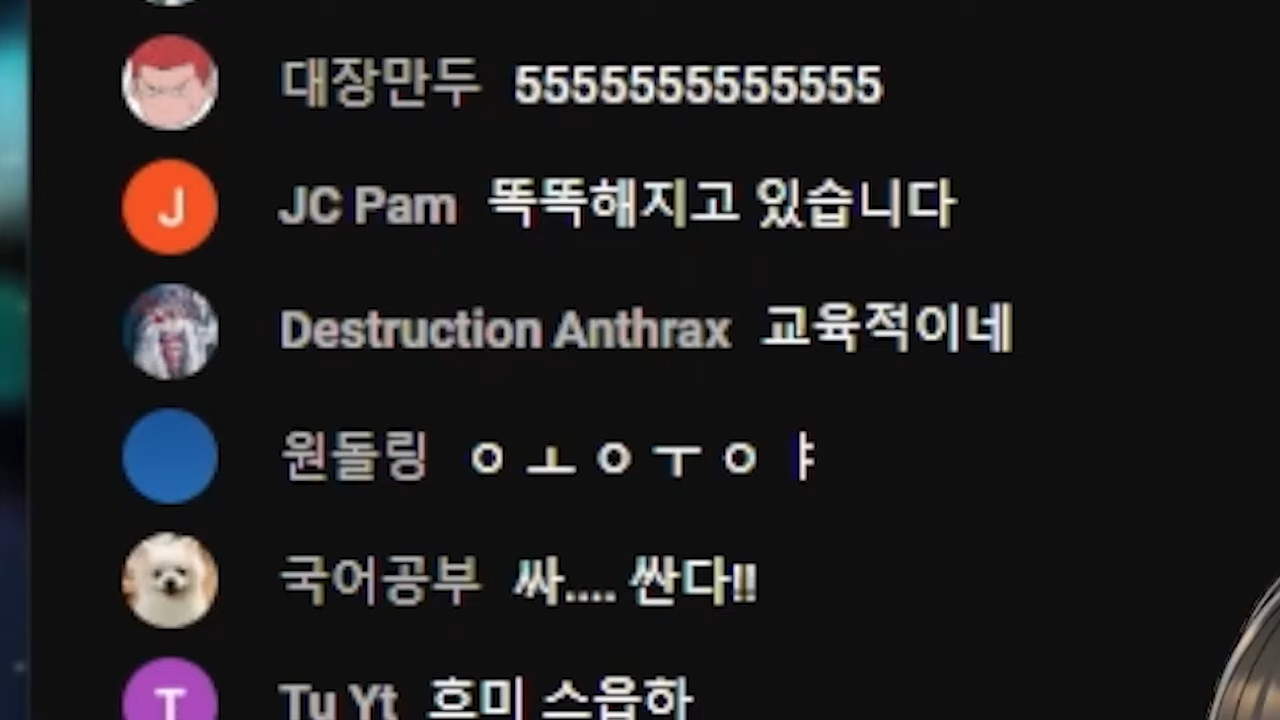 대장만두 5555555555555
J JC Pam 똑똑해지고 있습니다
Destruction Anthrax 교육적이네
원돌링 ㅇㅗㅇㅜㅇㅑ
국어공부 싸.... 싼다!!
T Tu Yt 흐미 스읍하